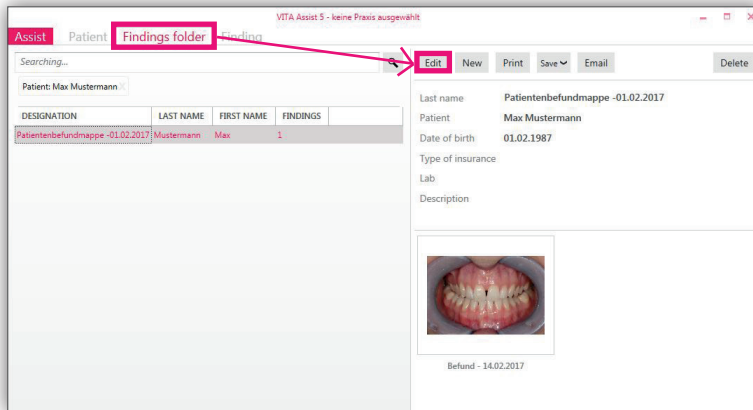 VITA Assist 5 - keine Praxis ausgewählt
Assist Patient Findings folder Finding
Searching...
Edit New Print Save Email Delete
Patient: Max Mustermann
Last name Patientenbefundmappe -01.02.2017
Patient Max Mustermann
Date of birth 01.02.1987
Type of insurance
Lab
Description
DESIGNATION LAST NAME FIRST NAME FINDINGS
Patientenbefundmappe -01.02.2017 Mustermann Max 1
Befund - 14.02.2017